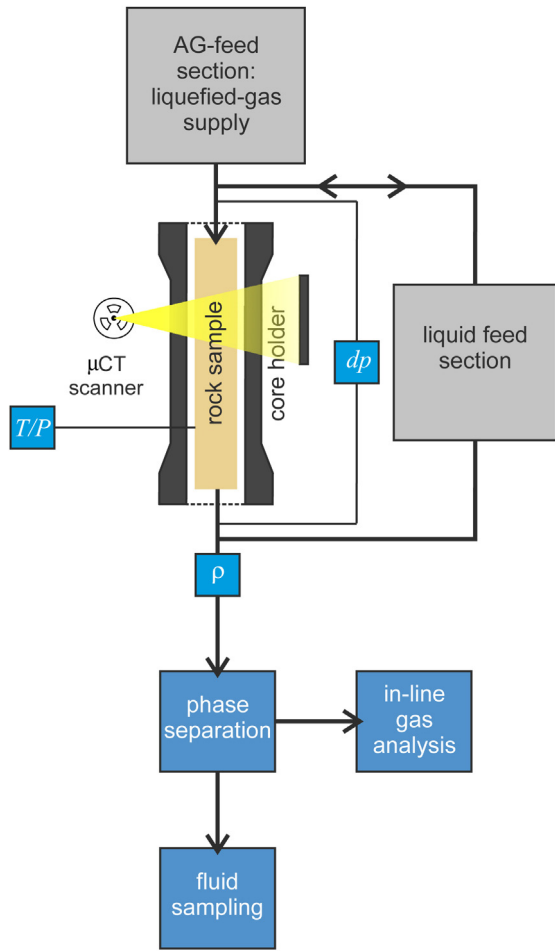 AG-feed
section:
liquefied-gas
supply
μCT
scanner
rock sample
core holder
dp
liquid feed
section
T/P
ρ
phase
separation
in-line
gas
analysis
fluid
sampling